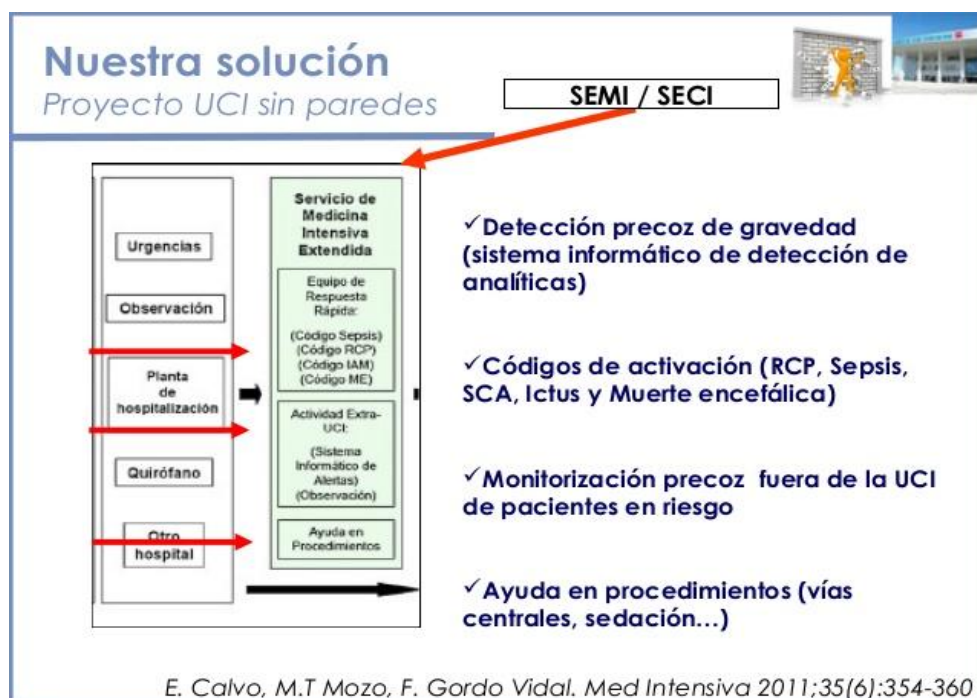 Nuestra solución
Proyecto UCI sin paredes
SEMI / SECI
Urgencias
Observación
Planta
de
hospitalización
Quirófano
Otro
hospital
Servicio de
Medicina
Intensiva
Extendida
Equipo de
Respuesta
Rápida:
(Código Sepsis)
(Código RCP)
(Código IAM)
(Código ME)
Actividad Extra-
UCI:
(Sistema
Informático de
Alertas)
(Observación)
Ayuda en
Procedimientos
✓Detección precoz de gravedad
(sistema informático de detección de
analíticas)
✓Códigos de activación (RCP, Sepsis,
SCA, Ictus y Muerte encefálica)
✓Monitorización precoz fuera de la UCI
de pacientes en riesgo
✓Ayuda en procedimientos (vías
centrales, sedación...)
E. Calvo, M.T Mozo, F. Gordo Vidal. Med Intensiva 2011;35(6):354-360